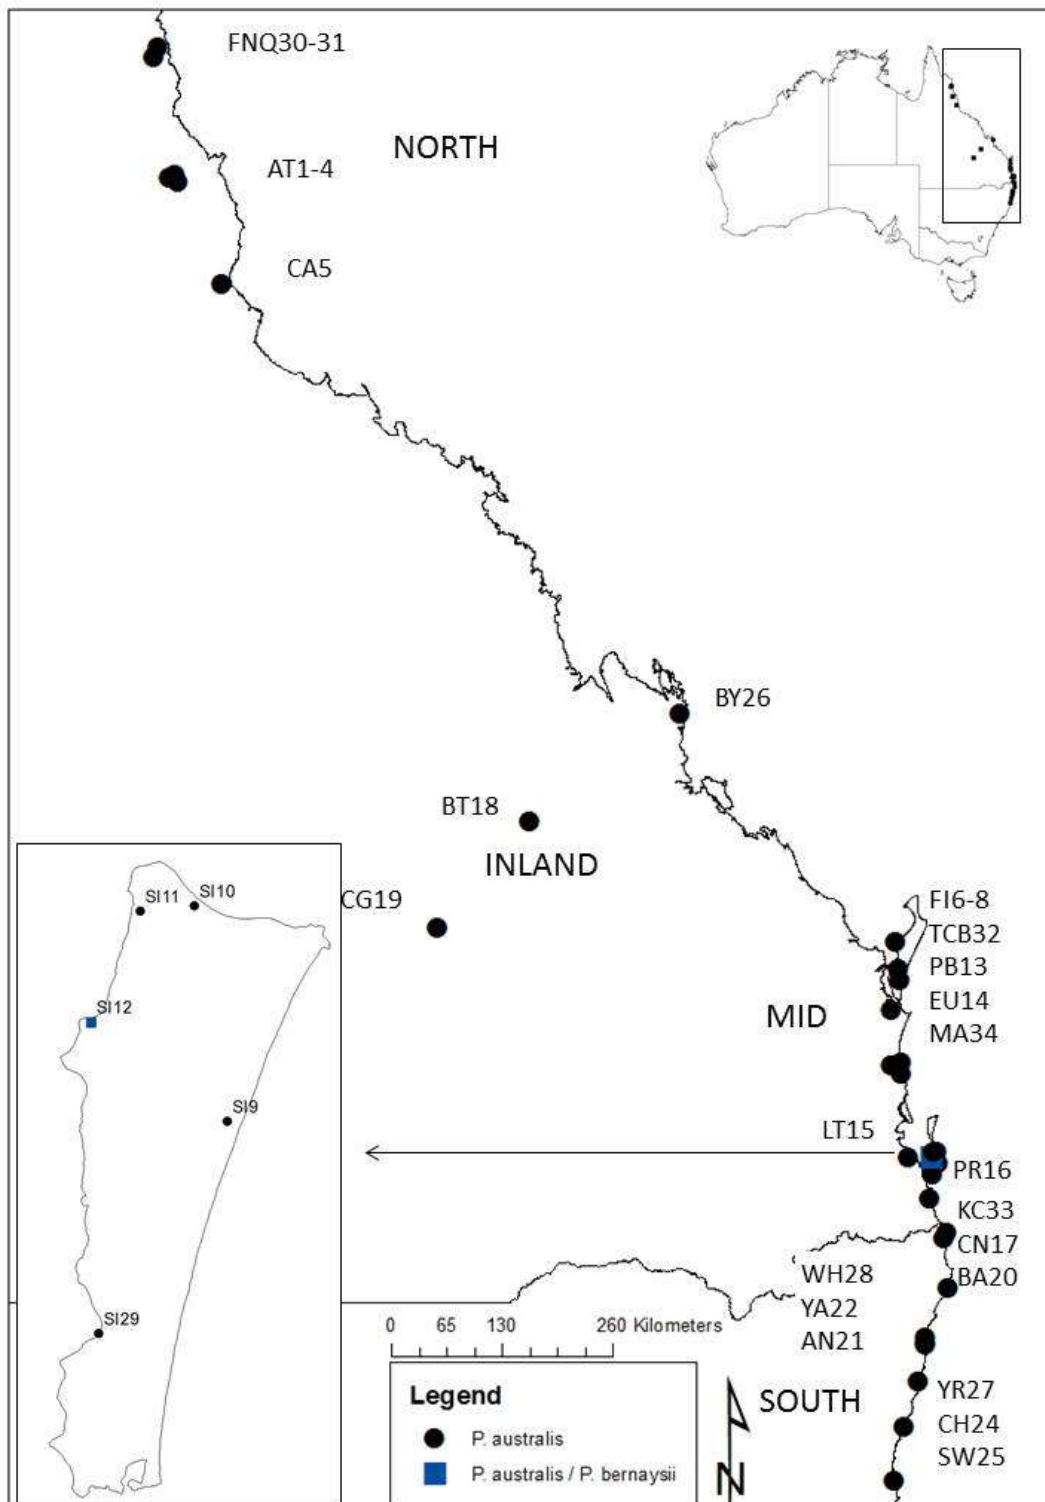 FNQ30-31
NORTH
AT1-4
CA5
BY26
BT18
INLAND
CG19
FI6-8
TCB32
PB13
EU14
MA34
MID
LT15
PR16
KC33
CN17
BA20
WH28
YA22
AN21
SOUTH
YR27
CH24
SW25
SI11
SI10
SI12
SI9
SI29
0 65 130 260 Kilometers
Legend
P. australis
P. australis / P. bernaysii
N